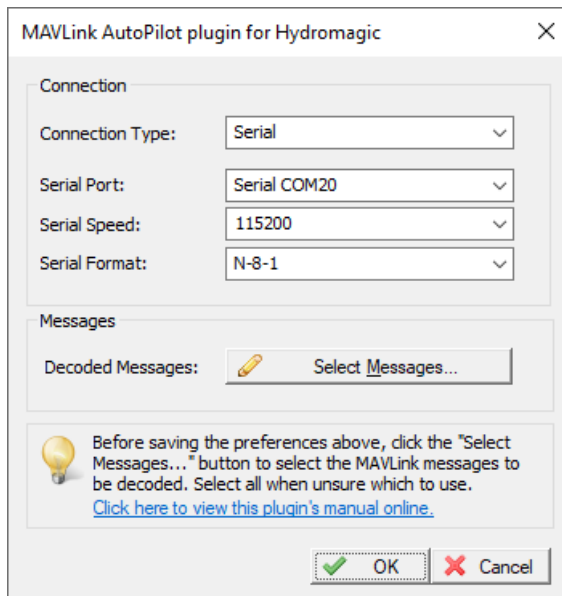 MAVLink AutoPilot plugin for Hydromagic
Connection
Connection Type: Serial
Serial Port: Serial COM20
Serial Speed: 115200
Serial Format: N-8-1
Messages
Decoded Messages: Select Messages...
Before saving the preferences above, click the "Select
Messages..." button to select the MAVLink messages to
be decoded. Select all when unsure which to use.
Click here to view this plugin's manual online.
OK Cancel